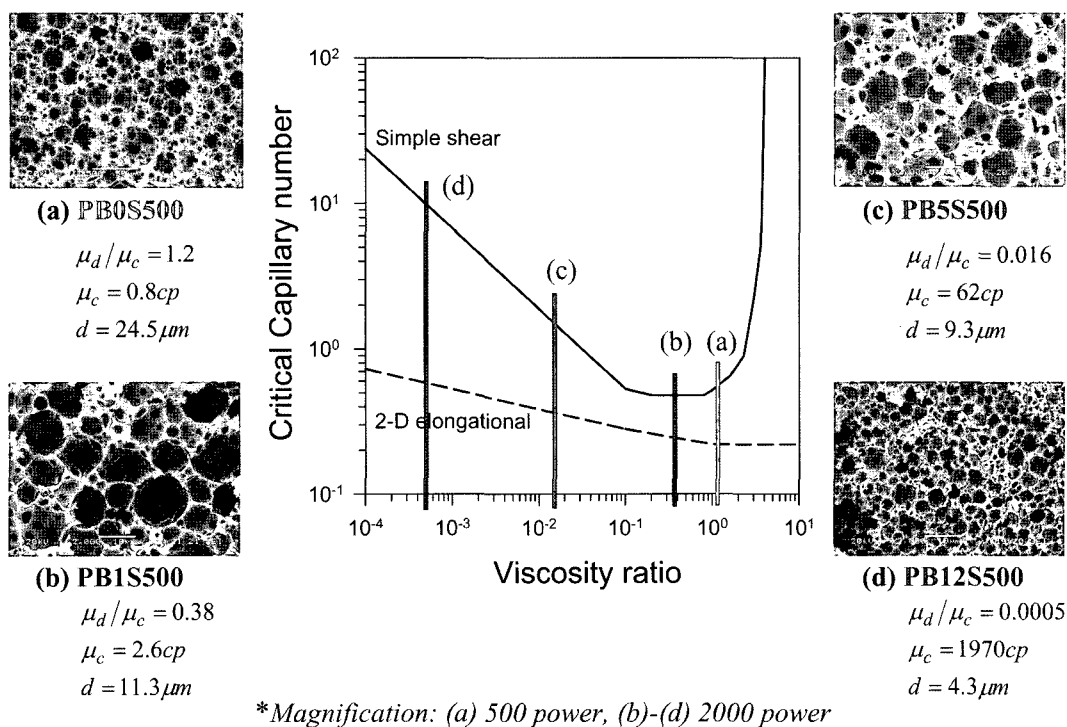 (a) PB0S500
μd/μc = 1.2
μc = 0.8cp
d = 24.5μm
(b) PB1S500
μd/μc = 0.38
μc = 2.6cp
d = 11.3μm
Critical Capillary number
10²
10¹
10⁰
10⁻¹
Simple shear
2-D elongational
(d)
(c)
(b)
(a)
10⁻⁴ 10⁻³ 10⁻² 10⁻¹ 10⁰ 10¹
Viscosity ratio
(c) PB5S500
μd/μc = 0.016
μc = 62cp
d = 9.3μm
(d) PB12S500
μd/μc = 0.0005
μc = 1970cp
d = 4.3μm
*Magnification: (a) 500 power, (b)-(d) 2000 power